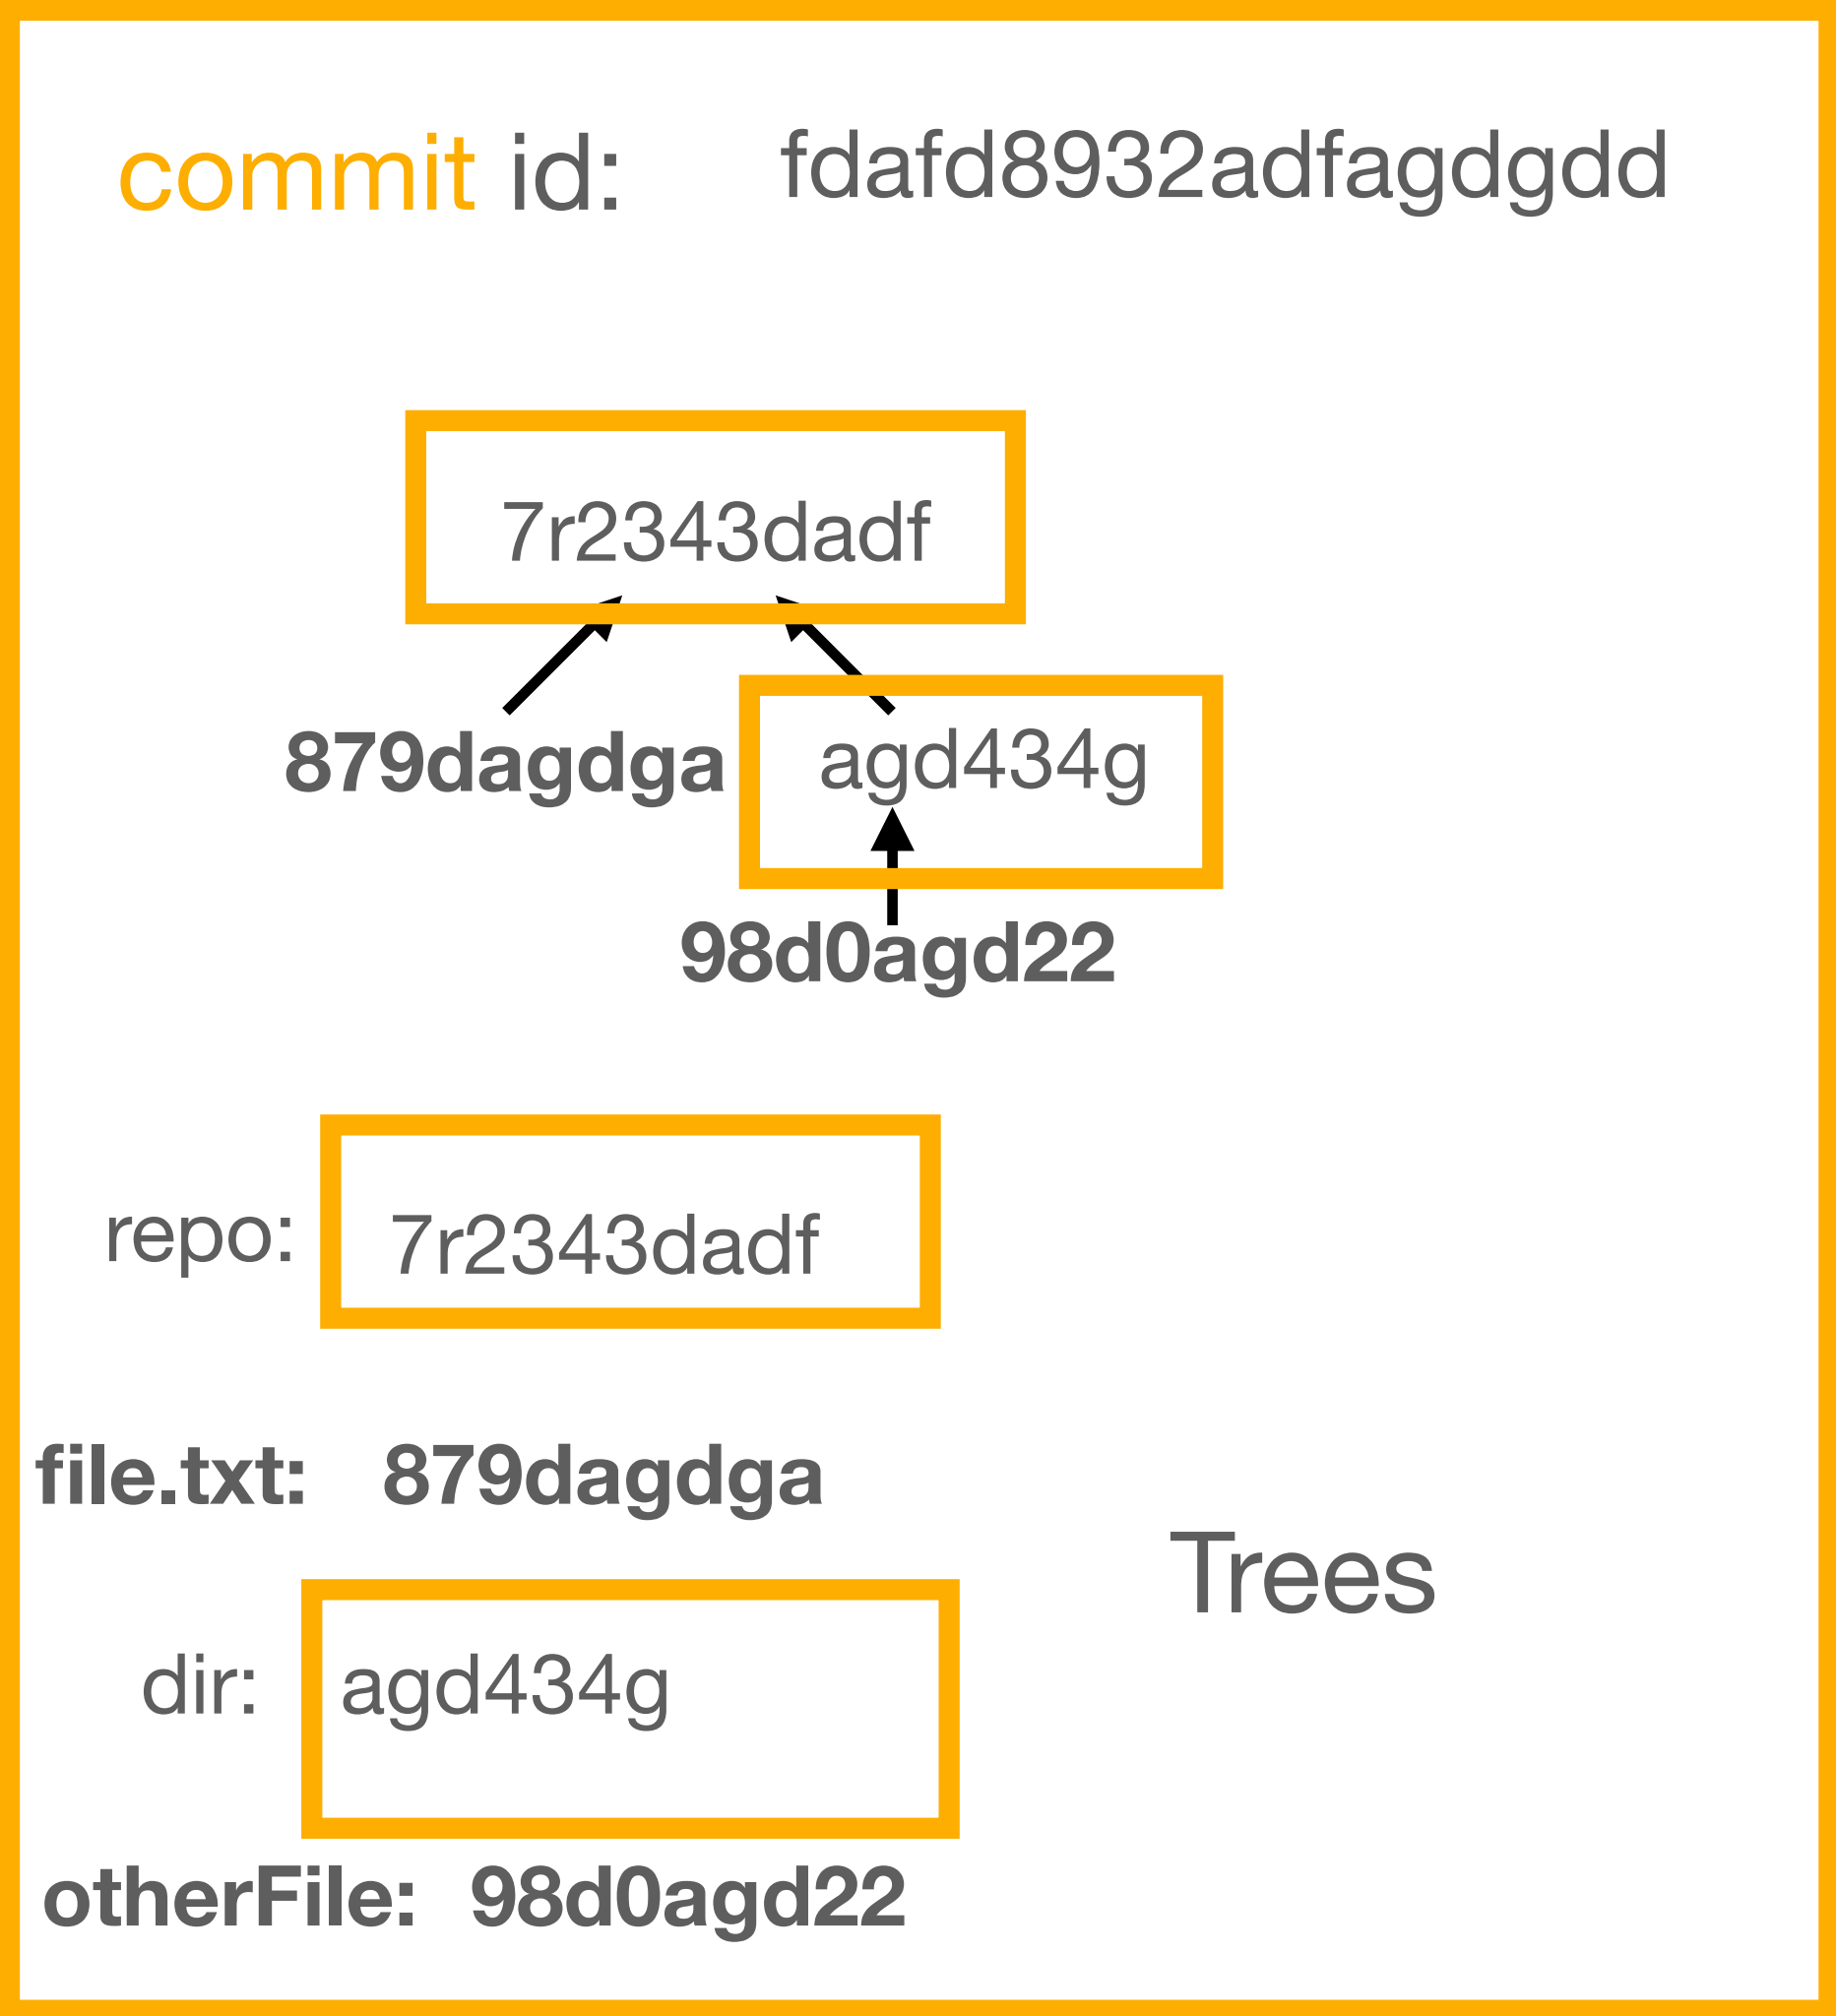 commit id: fdafd8932adfagdgdd
7r2343dadf
879dagdga agd434g
98d0agd22
repo: 7r2343dadf
file.txt: 879dagdga
Trees
dir: agd434g
otherFile: 98d0agd22